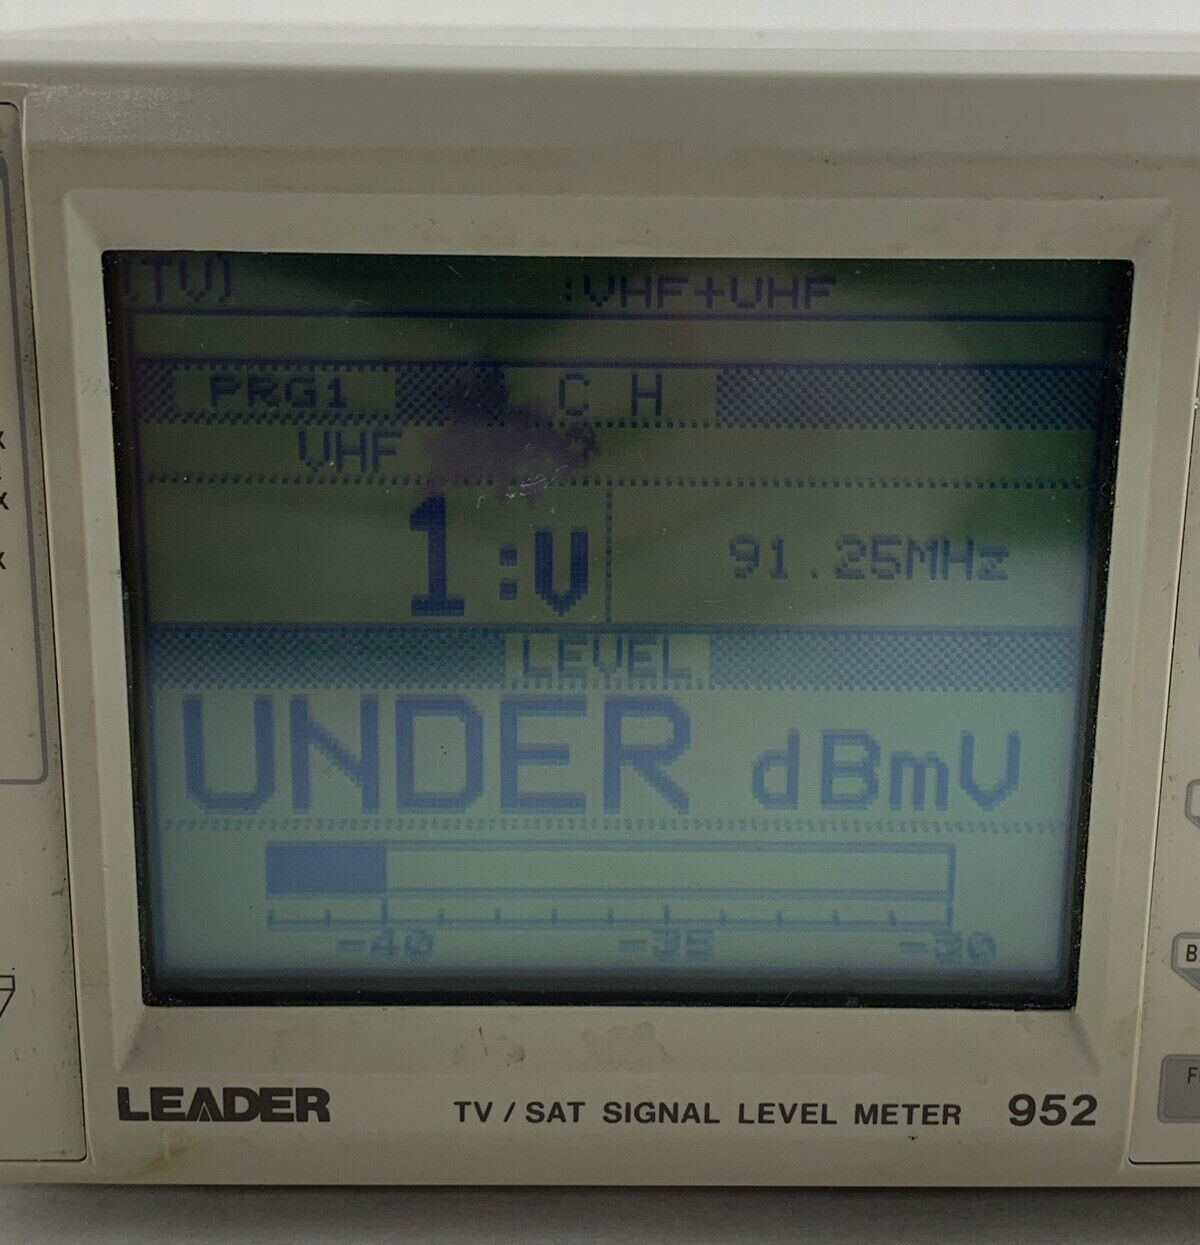 (TV) :VHF+UHF
PRG1 CH
VHF
1:V 91.25MHz
LEVEL
UNDER dBmV
-40 -35 -30
LEADER TV / SAT SIGNAL LEVEL METER 952